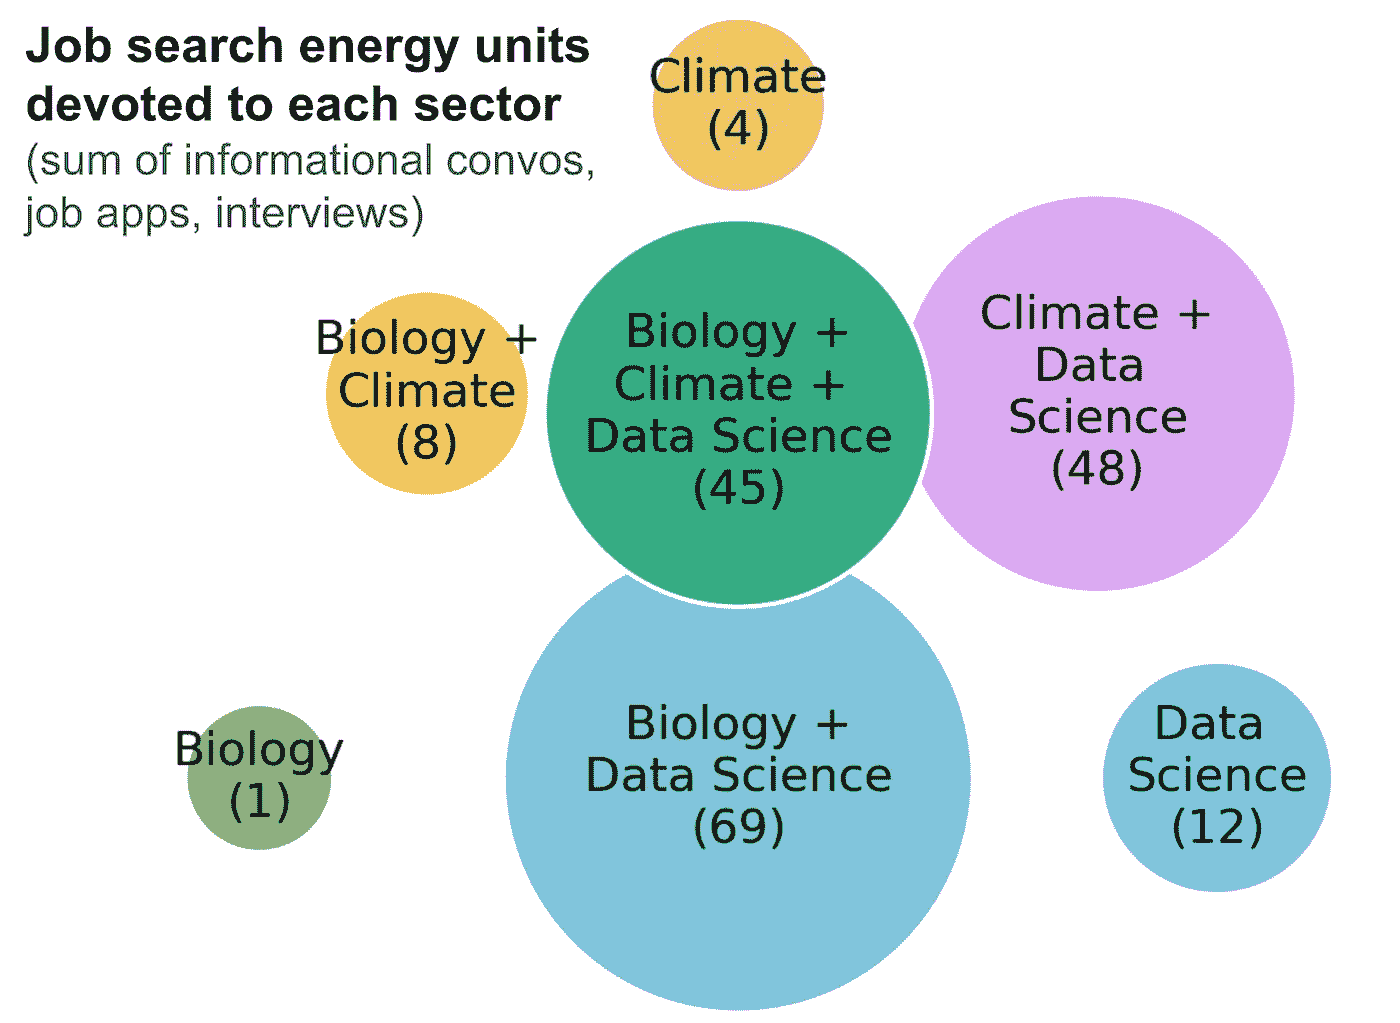 Job search energy units
devoted to each sector
(sum of informational convos,
job apps, interviews)
Climate
(4)
Biology +
Climate
(8)
Biology +
Climate +
Data Science
(45)
Climate +
Data
Science
(48)
Biology
(1)
Biology +
Data Science
(69)
Data
Science
(12)